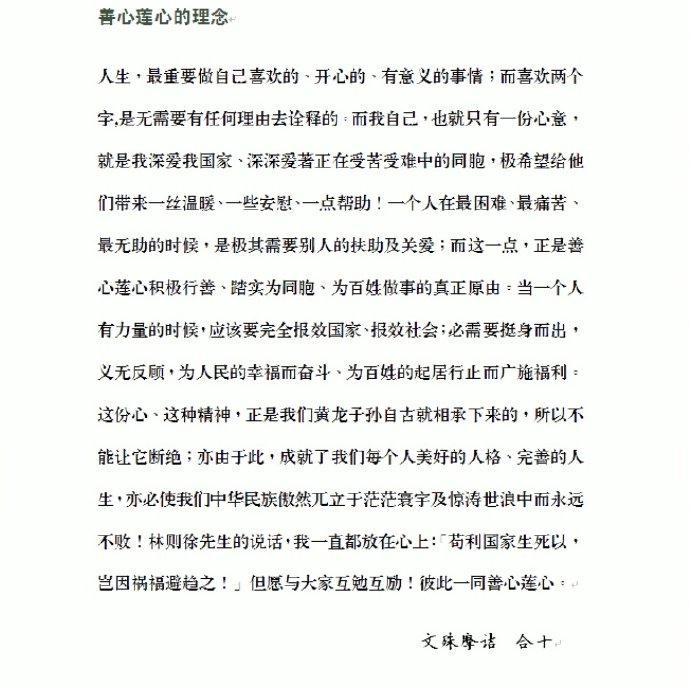 善心莲心的理念
人生，最重要做自己喜欢的、开心的、有意义的事情；而喜欢两个
字,是无需要有任何理由去诠释的。而我自己，也就只有一份心意，
就是我深爱我国家、深深爱著正在受苦受难中的同胞，极希望给他
们带来一丝温暖、一些安慰、一点帮助！一个人在最困难、最痛苦、
最无助的时候，是极其需要别人的扶助及关爱；而这一点，正是善
心莲心积极行善、踏实为同胞、为百姓做事的真正原由。当一个人
有力量的时候，应该要完全报效国家、报效社会；必需要挺身而出，
义无反顾，为人民的幸福而奋斗、为百姓的起居行止而广施福利。
这份心、这种精神，正是我们黄龙子孙自古就相承下来的，所以不
能让它断绝；亦由于此，成就了我们每个人美好的人格、完善的人
生，亦必使我们中华民族傲然兀立于茫茫寰宇及惊涛世浪中而永远
不败！林则徐先生的说话，我一直都放在心上：「苟利国家生死以，
岂因祸福避趋之！」但愿与大家互勉互励！彼此一同善心莲心。
文殊摩诘　合十